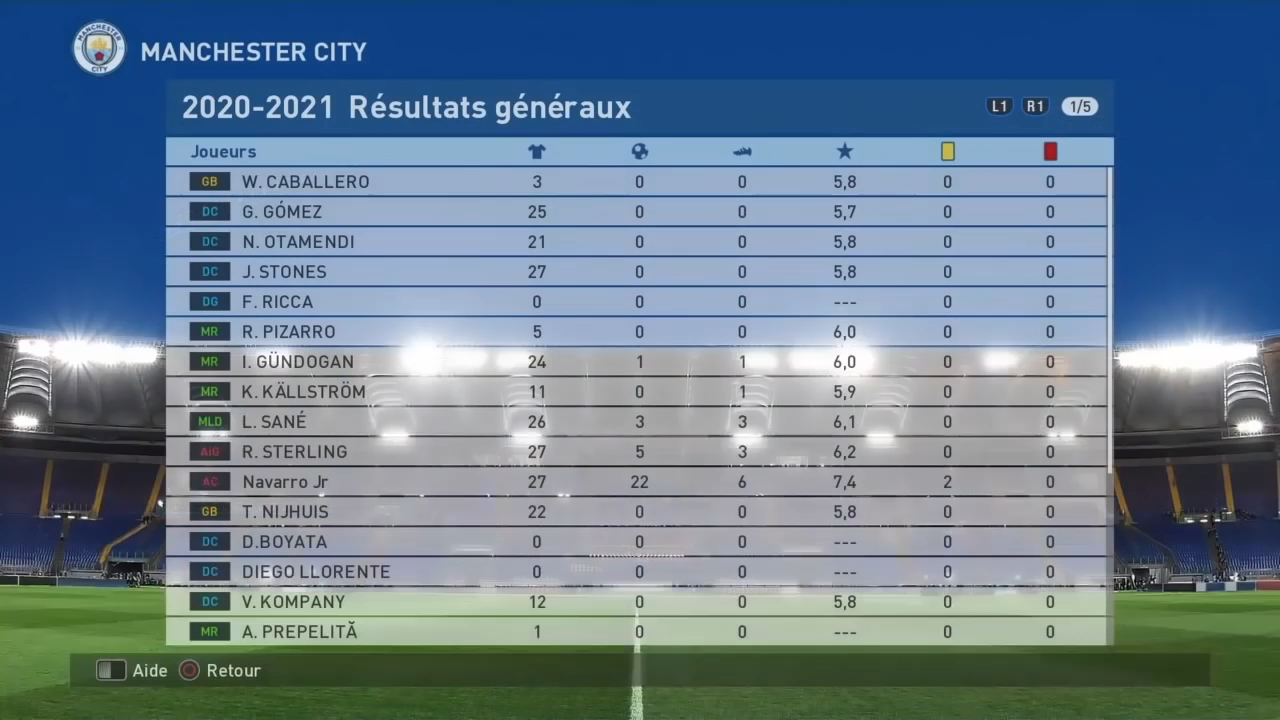 MANCHESTER CITY
2020-2021 Résultats généraux L1 R1 1/5
Joueurs
GB W. CABALLERO 3 0 0 5,8 0 0
DC G. GÓMEZ 25 0 0 5,7 0 0
DC N. OTAMENDI 21 0 0 5,8 0 0
DC J. STONES 27 0 0 5,8 0 0
DG F. RICCA 0 0 0 --- 0 0
MR R. PIZARRO 5 0 0 6,0 0 0
MR I. GÜNDOGAN 24 1 1 6,0 0 0
MR K. KÄLLSTRÖM 11 0 1 5,9 0 0
MLD L. SANÉ 26 3 3 6,1 0 0
AiG R. STERLING 27 5 3 6,2 0 0
AC Navarro Jr 27 22 6 7,4 2 0
GB T. NIJHUIS 22 0 0 5,8 0 0
DC D.BOYATA 0 0 0 --- 0 0
DC DIEGO LLORENTE 0 0 0 --- 0 0
DC V. KOMPANY 12 0 0 5,8 0 0
MR A. PREPELITĂ 1 0 0 --- 0 0
Aide Retour